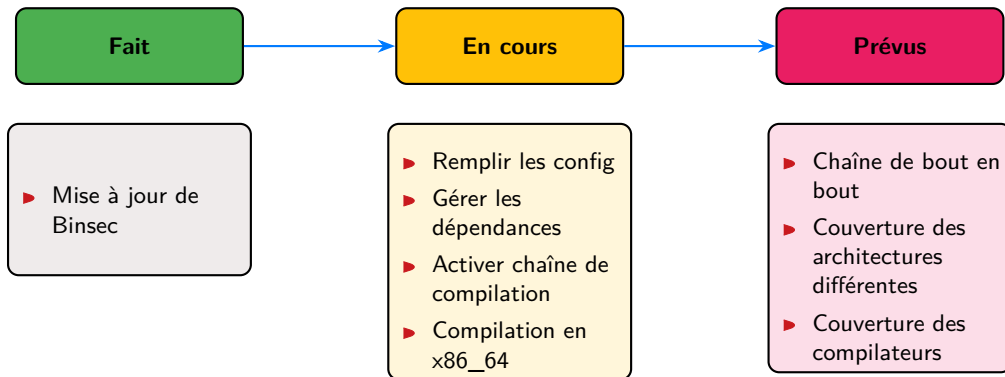 Fait
En cours
Prévus
Mise à jour de
Binsec
Remplir les config
Gérer les
dépendances
Activer chaîne de
compilation
Compilation en
x86_64
Chaîne de bout en
bout
Couverture des
architectures
différentes
Couverture des
compilateurs